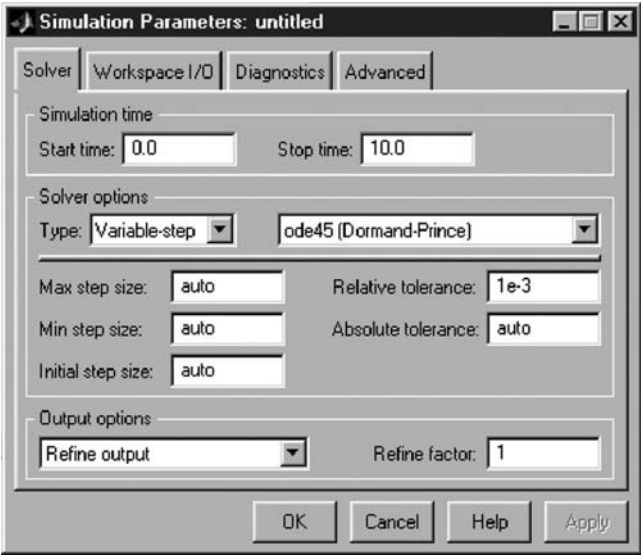 Simulation Parameters: untitled
Solver Workspace I/O Diagnostics Advanced
Simulation time
Start time: 0.0 Stop time: 10.0
Solver options
Type: Variable-step ode45 (Dormand-Prince)
Max step size: auto Relative tolerance: 1e-3
Min step size: auto Absolute tolerance: auto
Initial step size: auto
Output options
Refine output Refine factor: 1
OK Cancel Help Apply